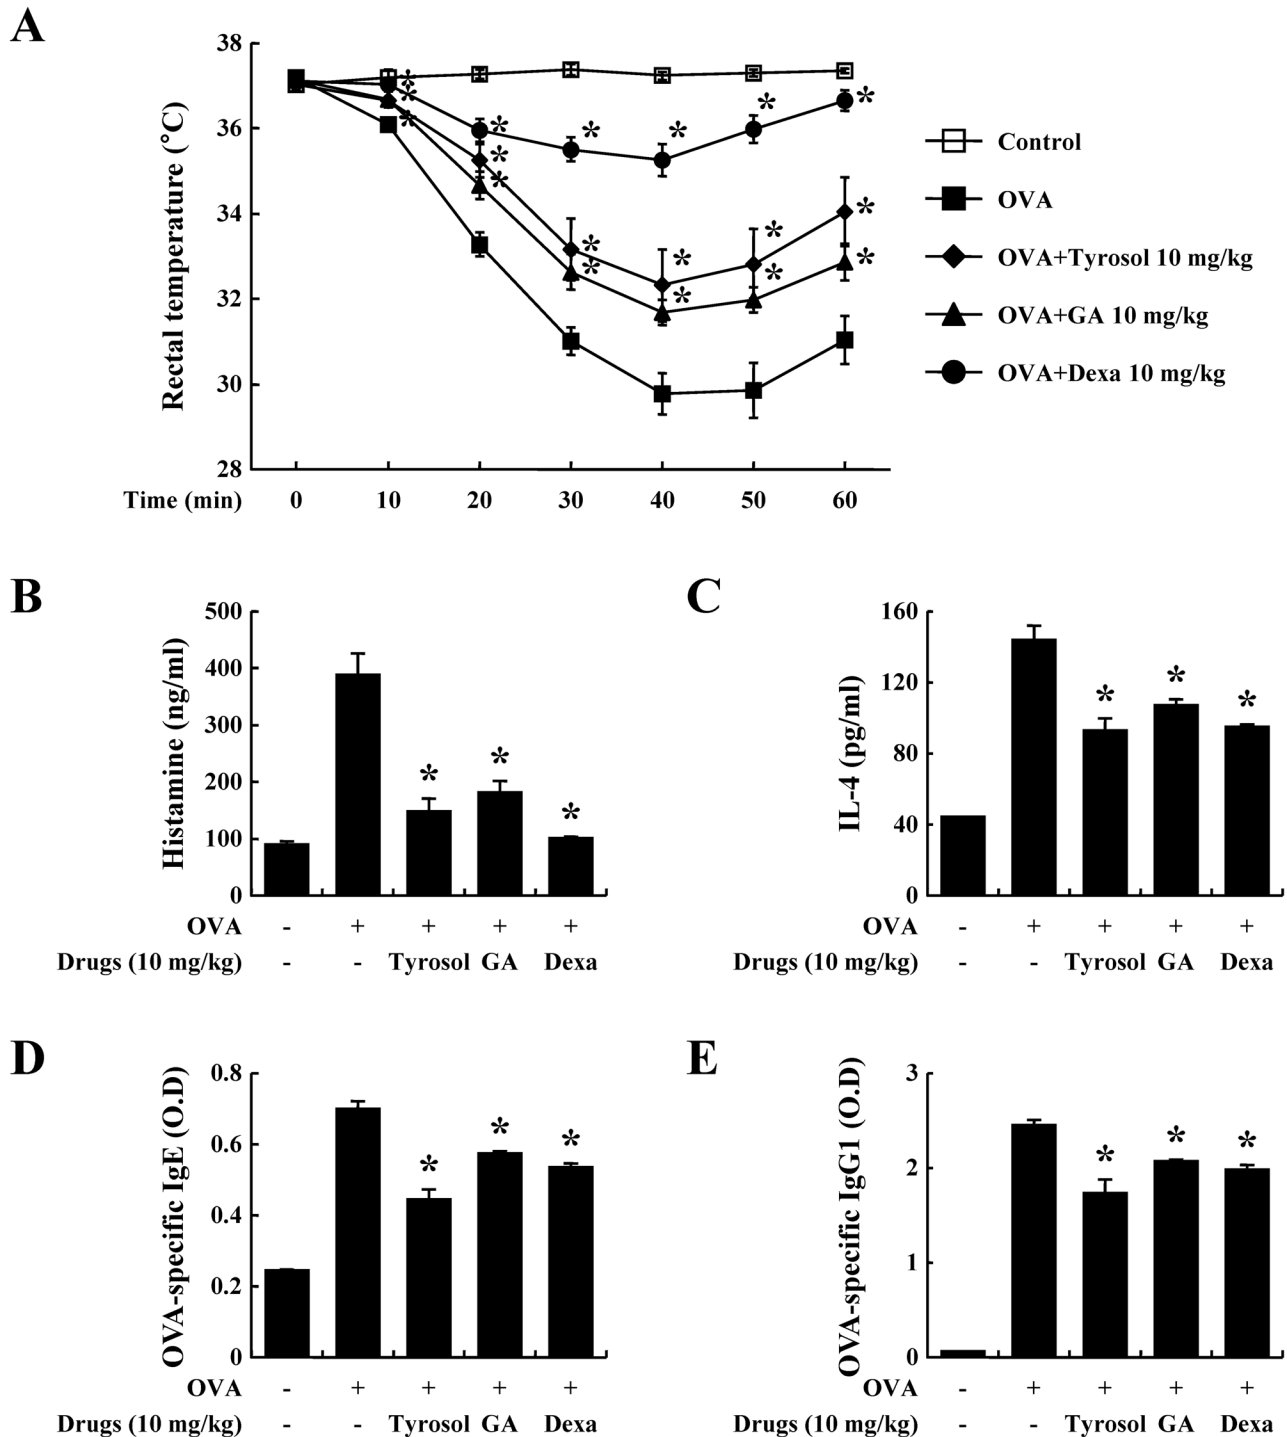 A
Rectal temperature (°C)
38
36
34
32
30
28
Time (min) 0 10 20 30 40 50 60
* * * * * * * * * * * * * * * * * *
Control
OVA
OVA+Tyrosol 10 mg/kg
OVA+GA 10 mg/kg
OVA+Dexa 10 mg/kg
B
Histamine (ng/ml)
500
400
300
200
100
0
* * *
OVA - + + + +
Drugs (10 mg/kg) - - Tyrosol GA Dexa
C
IL-4 (pg/ml)
160
120
80
40
0
* * *
OVA - + + + +
Drugs (10 mg/kg) - - Tyrosol GA Dexa
D
OVA-specific IgE (O.D)
0.8
0.6
0.4
0.2
0
* * *
OVA - + + + +
Drugs (10 mg/kg) - - Tyrosol GA Dexa
E
OVA-specific IgG1 (O.D)
3
2
1
0
* * *
OVA - + + + +
Drugs (10 mg/kg) - - Tyrosol GA Dexa